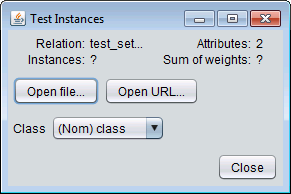 Test Instances
Relation: test_set... Attributes: 2
Instances: ? Sum of weights: ?
Open file... Open URL...
Class (Nom) class
Close